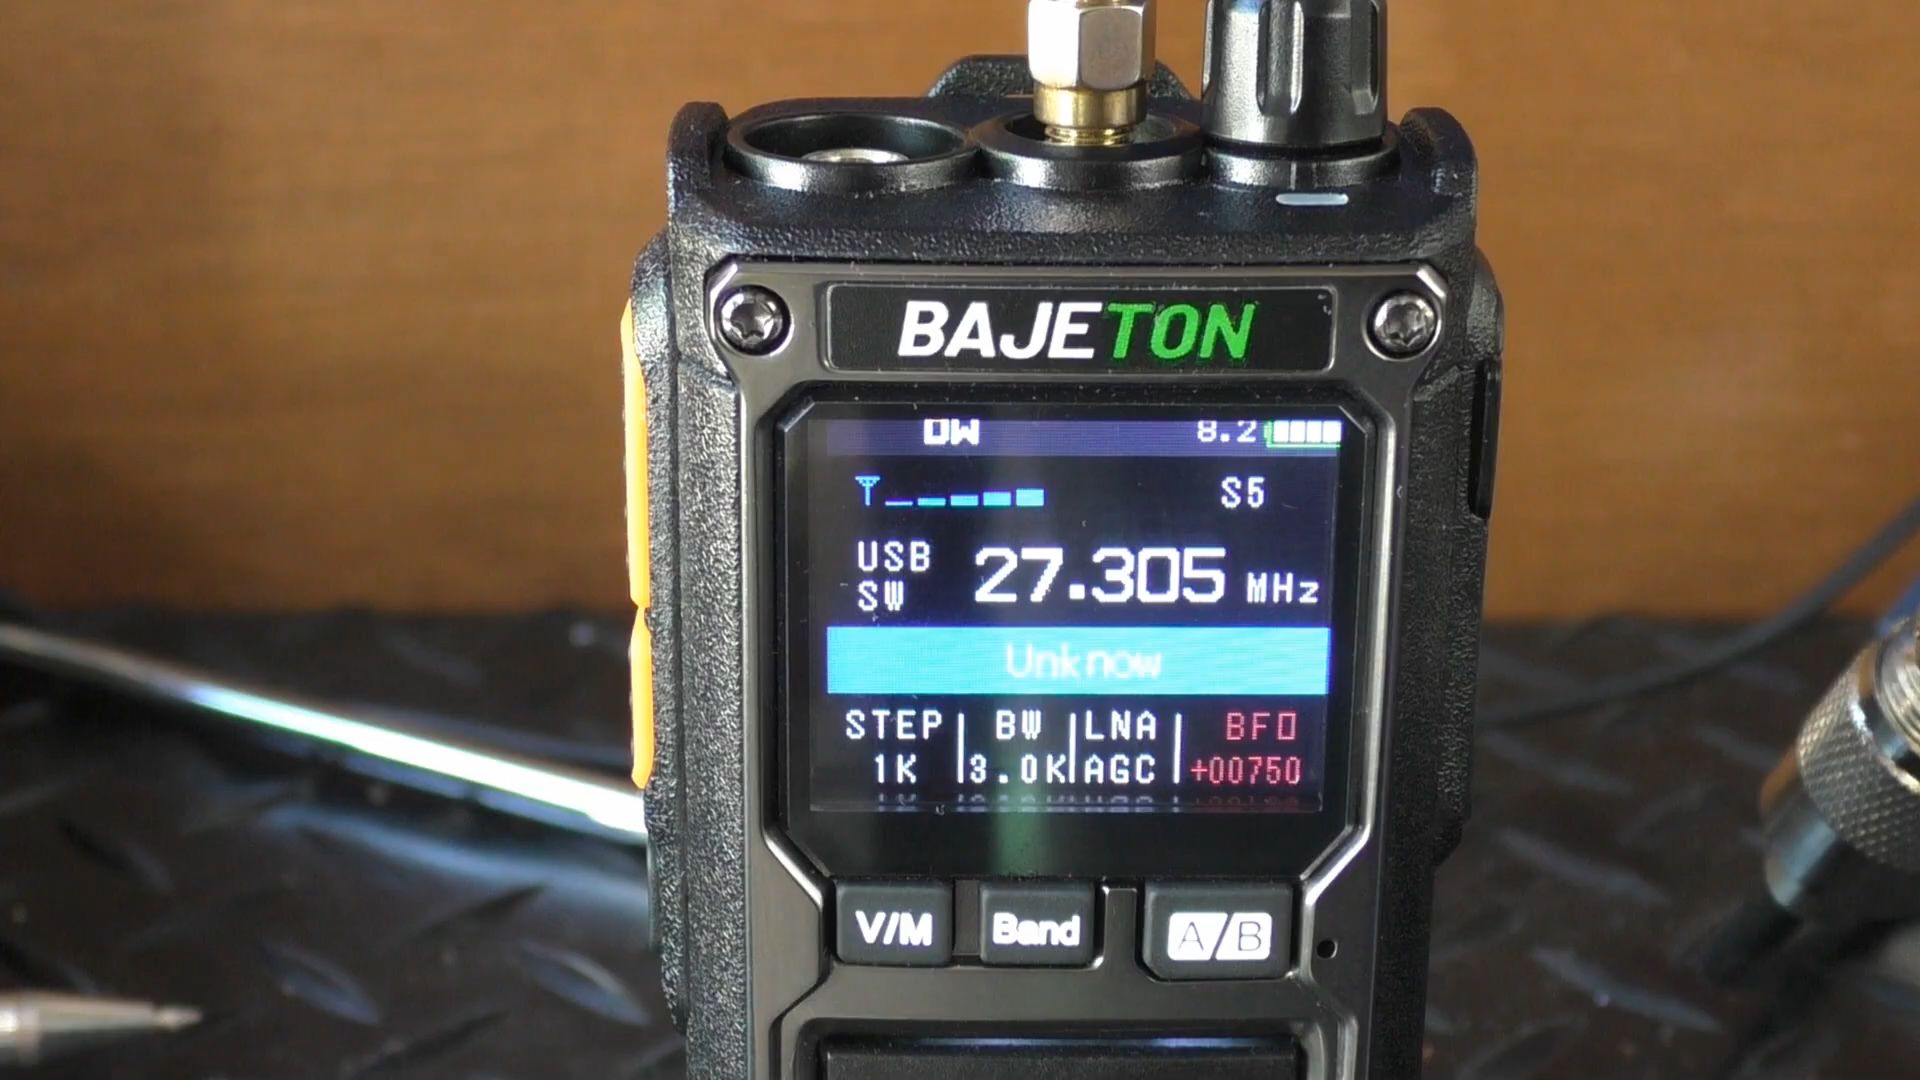 BAJETON
DW 8.2
S5
USB 27.305 MHz
SW
Unknow
STEP BW LNA BFO
1K 3.0K AGC +00750
V/M Band A/B